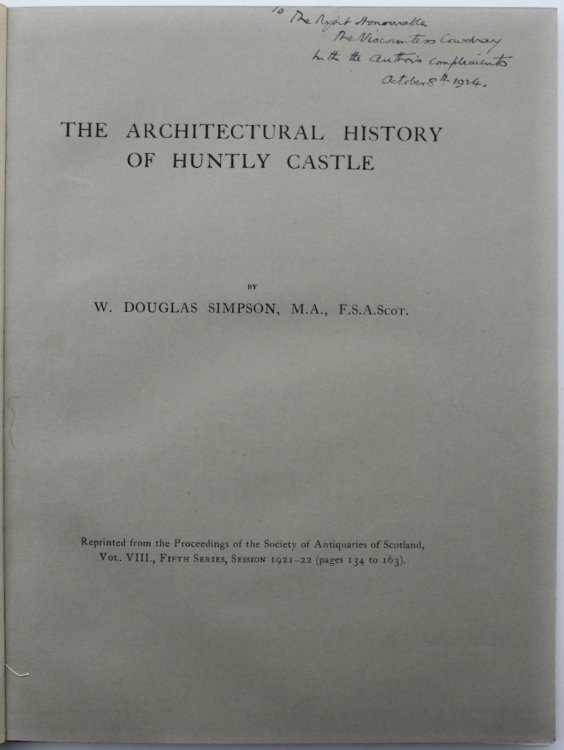 To The Right Honourable
The Viscountess Cowdray
With the author's compliments
October 8th 1924.
THE ARCHITECTURAL HISTORY
OF HUNTLY CASTLE
BY
W. DOUGLAS SIMPSON, M.A., F.S.A.Scot.
Reprinted from the Proceedings of the Society of Antiquaries of Scotland,
Vol. VIII., Fifth Series, Session 1921–22 (pages 134 to 163).